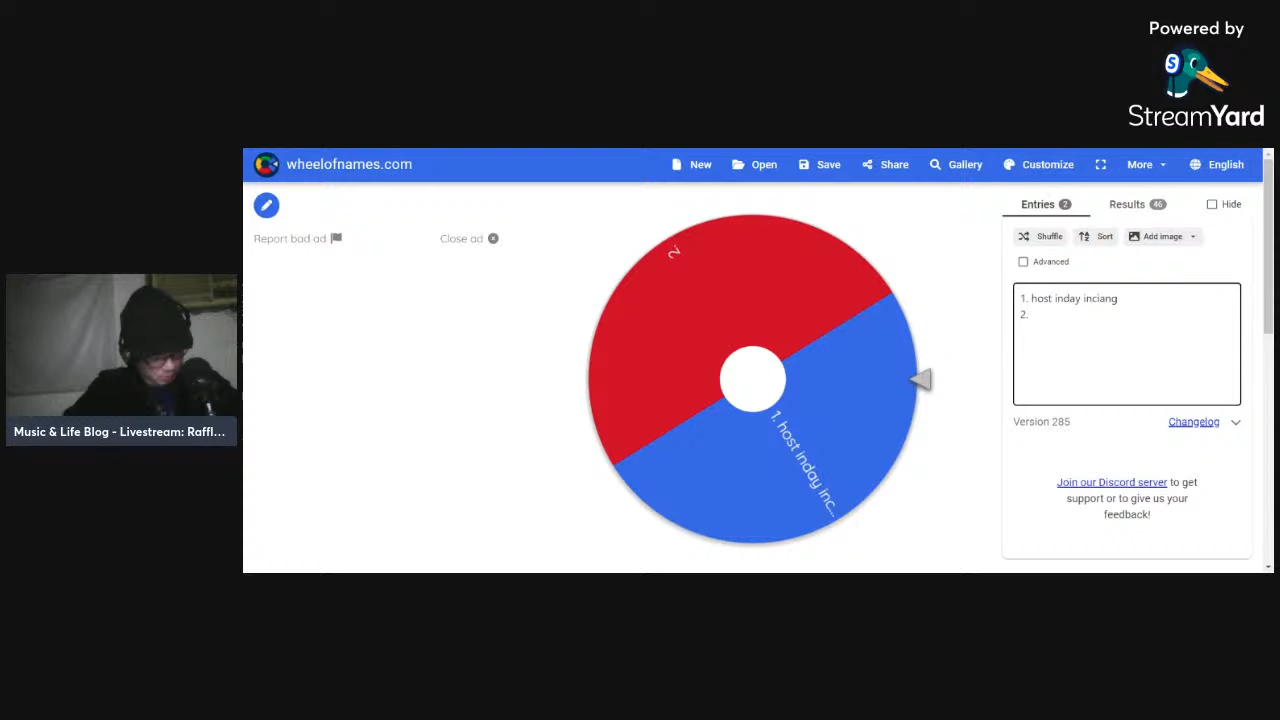 Powered by
StreamYard
wheelofnames.com
New
Open
Save
Share
Gallery
Customize
More
English
Report bad ad
Close ad
Entries 2
Results 46
Hide
Shuffle
Sort
Add image
Advanced
1. host inday inciang
2.
2
1. host inday inc...
Version 285
Changelog
Join our Discord server to get
support or to give us your
feedback!
Music & Life Blog - Livestream: Raffl...